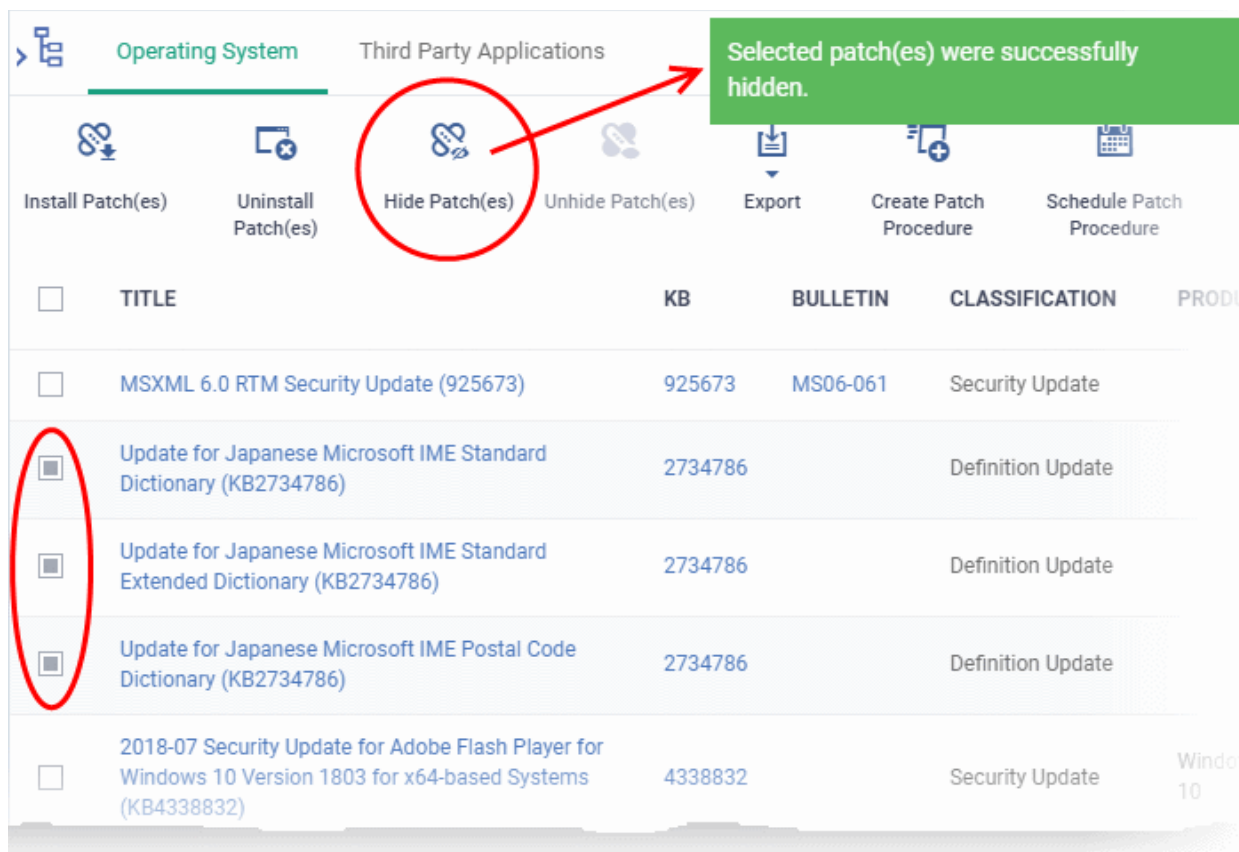 Operating System
Third Party Applications
Selected patch(es) were successfully
hidden.
Install Patch(es)
Uninstall
Patch(es)
Hide Patch(es)
Unhide Patch(es)
Export
Create Patch
Procedure
Schedule Patch
Procedure
TITLE KB BULLETIN CLASSIFICATION
MSXML 6.0 RTM Security Update (925673) 925673 MS06-061 Security Update
Update for Japanese Microsoft IME Standard
Dictionary (KB2734786)
2734786 Definition Update
Update for Japanese Microsoft IME Standard
Extended Dictionary (KB2734786)
2734786 Definition Update
Update for Japanese Microsoft IME Postal Code
Dictionary (KB2734786)
2734786 Definition Update
2018-07 Security Update for Adobe Flash Player for
Windows 10 Version 1803 for x64-based Systems
(KB4338832)
4338832 Security Update
10